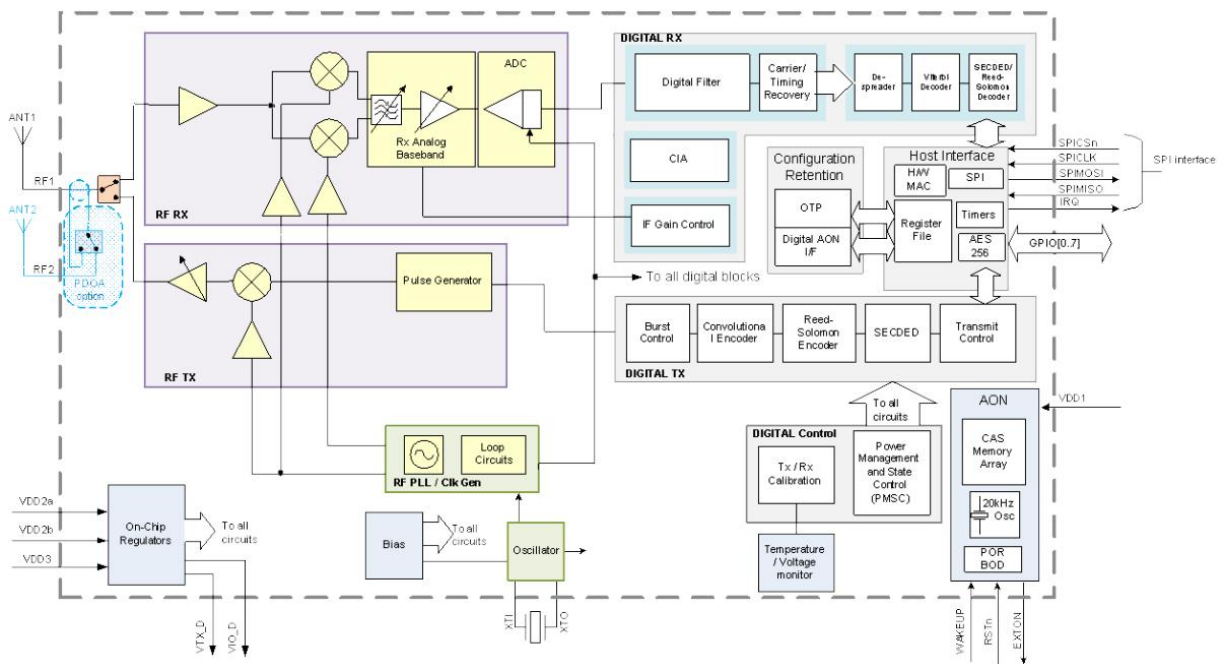 DIGITAL RX
ADC
Digital Filter
Carrier/
Timing
Recovery
De-
spreader
Viterbi
Decoder
SECDED/
Reed-
Solomon
Decoder
ANT1
RF1
ANT2
RF2
PDOA
option
Rx Analog
Baseband
RF RX
CIA
IF Gain Control
Configuration
Retention
OTP
Digital AON
I/F
Host Interface
H/W
MAC
SPI
Register
File
Timers
AES
256
SPICSn
SPICLK
SPIMOSI
SPIMISO
IRQ
SPI interface
GPIO[0.7]
To all digital blocks
Pulse Generator
RF TX
Burst
Control
Convolutiona
l Encoder
Reed-
Solomon
Encoder
SECDED
Transmit
Control
DIGITAL TX
To all
circuits
DIGITAL Control
Tx / Rx
Calibration
Power
Management
and State
Control
(PMSC)
Temperature
/ Voltage
monitor
AON
CAS
Memory
Array
20kHz
Osc
POR
BOD
VDD1
WAKEUP
RSTn
EXTON
Loop
Circuits
RF PLL / Clk Gen
VDD2a
VDD2b
VDD3
On-Chip
Regulators
To all
circuits
VTX_D
VIO_D
Bias
To all
circuits
Oscillator
XTI
XTO